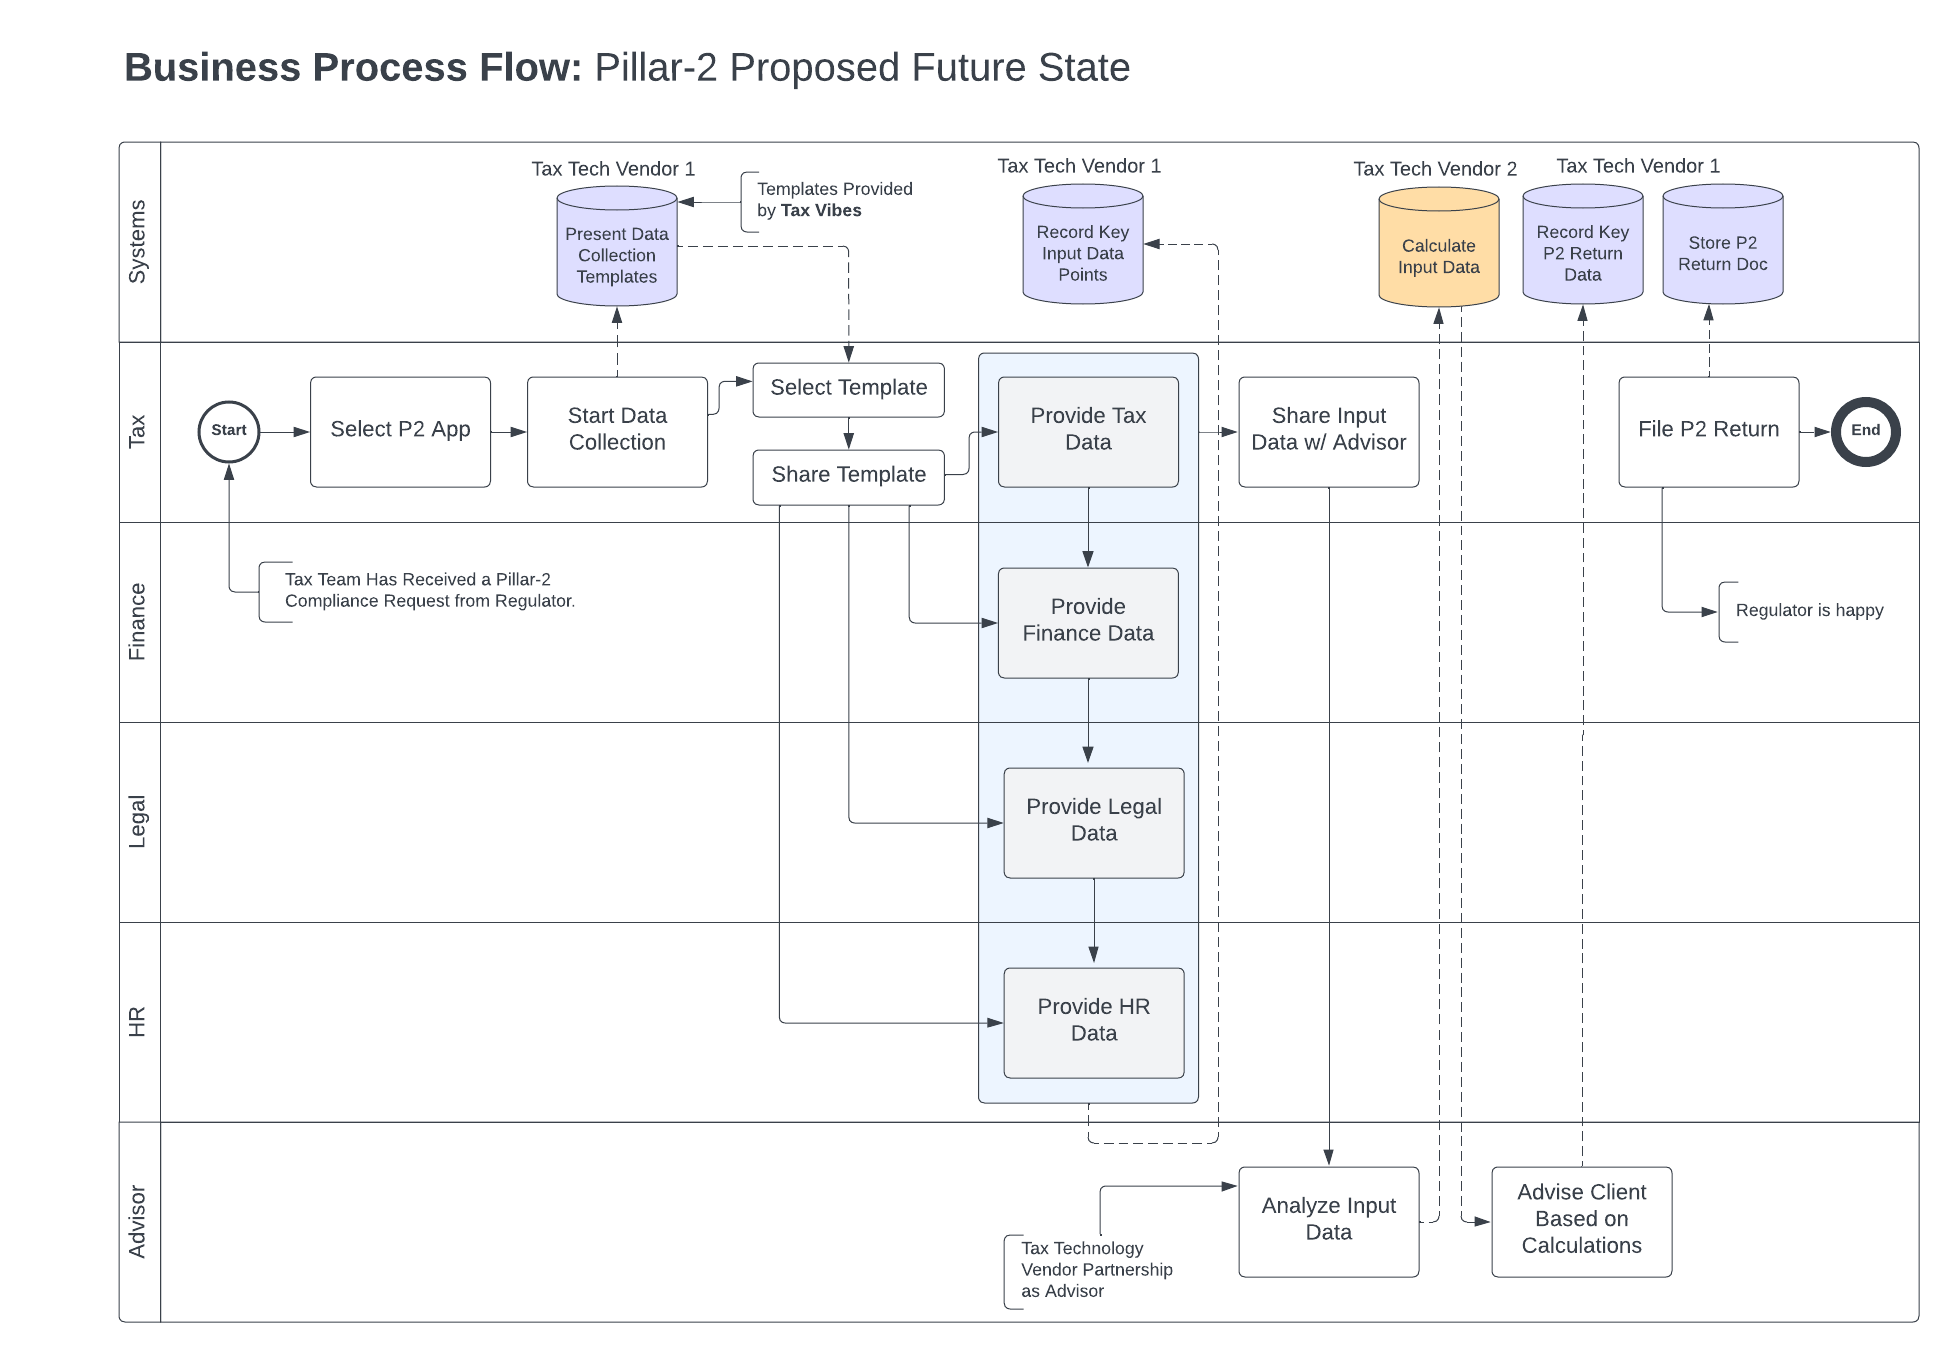 Business Process Flow: Pillar-2 Proposed Future State
Systems
Tax Tech Vendor 1
Present Data
Collection
Templates
Templates Provided
by Tax Vibes
Tax Tech Vendor 1
Record Key
Input Data
Points
Tax Tech Vendor 2
Calculate
Input Data
Tax Tech Vendor 1
Record Key
P2 Return
Data
Store P2
Return Doc
Tax
Start
Select P2 App
Start Data
Collection
Select Template
Share Template
Provide Tax
Data
Share Input
Data w/ Advisor
File P2 Return
End
Finance
Tax Team Has Received a Pillar-2
Compliance Request from Regulator.
Provide
Finance Data
Regulator is happy
Legal
Provide Legal
Data
HR
Provide HR
Data
Advisor
Tax Technology
Vendor Partnership
as Advisor
Analyze Input
Data
Advise Client
Based on
Calculations